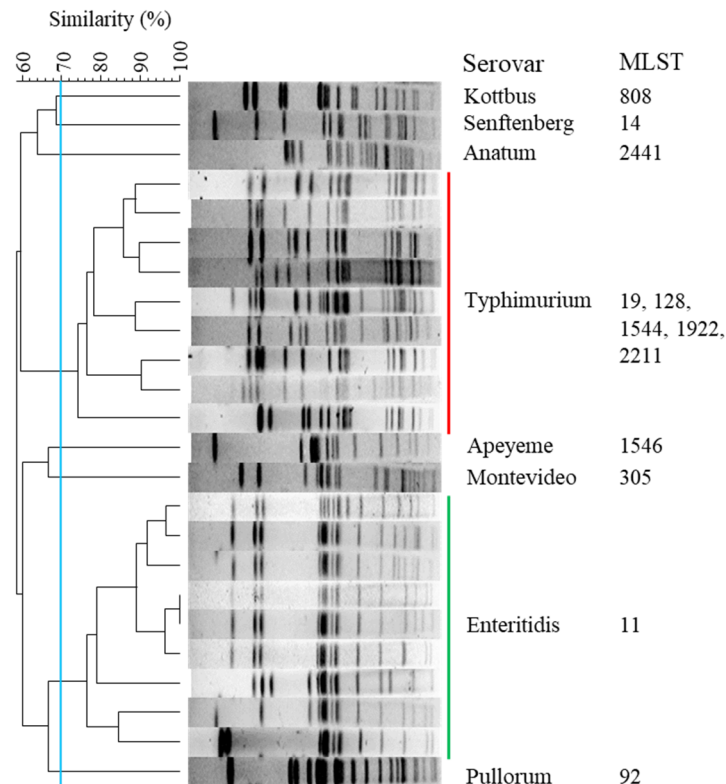 Similarity (%)
60 70 80 90 100
Serovar MLST
Kottbus 808
Senftenberg 14
Anatum 2441
Typhimurium 19, 128,
1544, 1922,
2211
Apeyeme 1546
Montevideo 305
Enteritidis 11
Pullorum 92